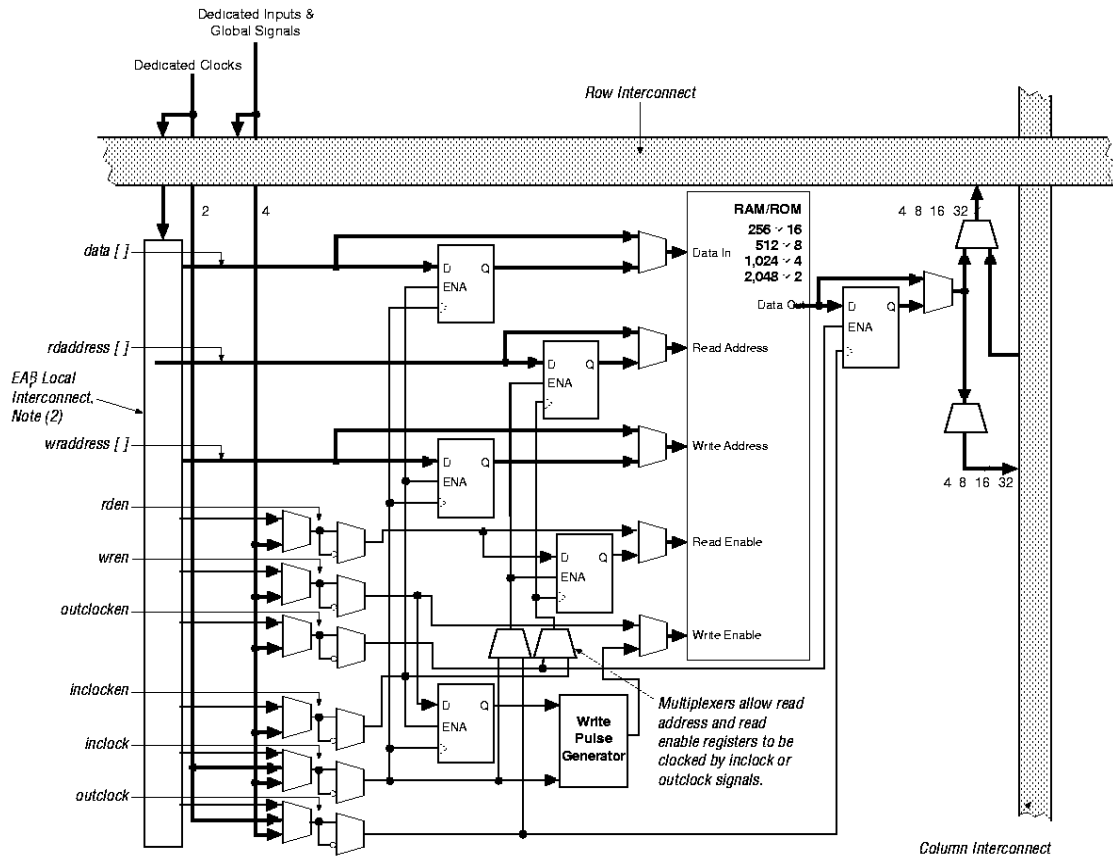 Dedicated Inputs &
Global Signals
Dedicated Clocks
Row Interconnect
2
4
RAM/ROM
256 × 16
512 × 8
1,024 × 4
2,048 × 2
4 8 16 32
data [ ]
D Q
ENA
Data In
Data Out
D Q
ENA
rdaddress [ ]
D Q
ENA
Read Address
EAB Local
Interconnect,
Note (2)
wraddress [ ]
D Q
ENA
Write Address
4 8 16 32
rden
D Q
ENA
Read Enable
wren
outclocken
Write Enable
inclocken
D Q
ENA
Write
Pulse
Generator
Multiplexers allow read
address and read
enable registers to be
clocked by inclock or
outclock signals.
inclock
outclock
Column Interconnect